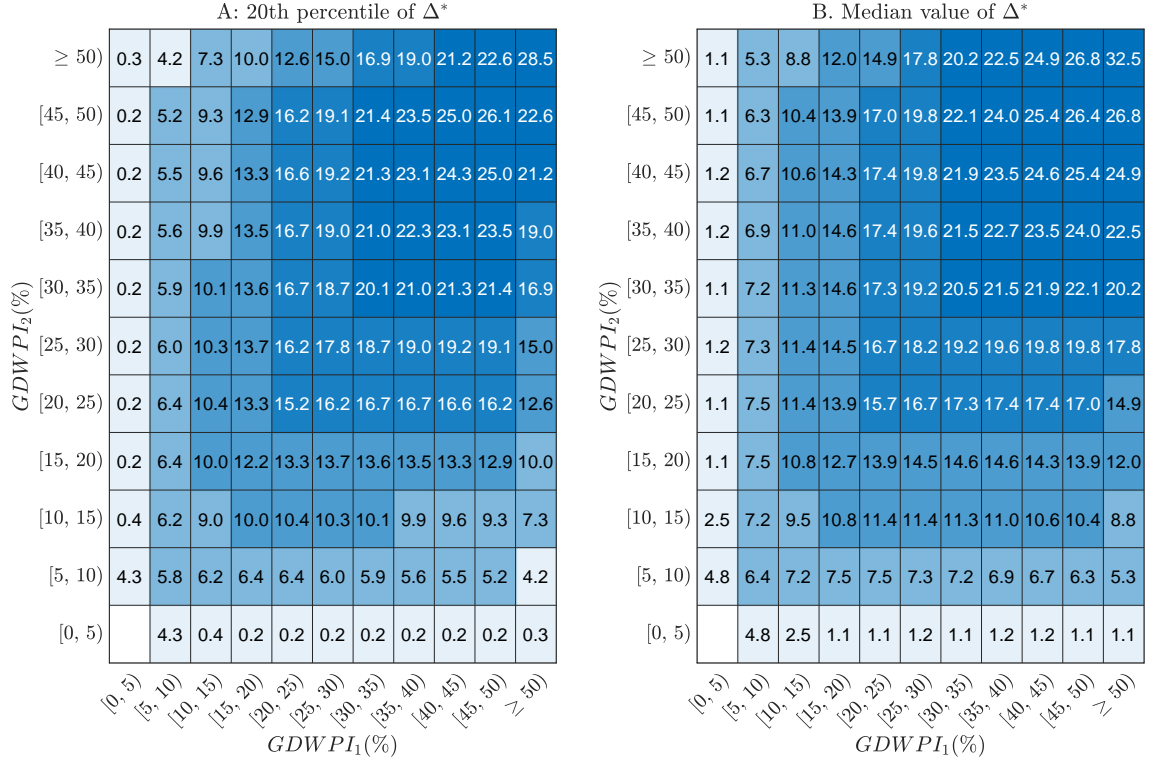 A: 20th percentile of Δ*
≥ 50) 0.3 4.2 7.3 10.0 12.6 15.0 16.9 19.0 21.2 22.6 28.5
[45, 50) 0.2 5.2 9.3 12.9 16.2 19.1 21.4 23.5 25.0 26.1 22.6
[40, 45) 0.2 5.5 9.6 13.3 16.6 19.2 21.3 23.1 24.3 25.0 21.2
[35, 40) 0.2 5.6 9.9 13.5 16.7 19.0 21.0 22.3 23.1 23.5 19.0
[30, 35) 0.2 5.9 10.1 13.6 16.7 18.7 20.1 21.0 21.3 21.4 16.9
[25, 30) 0.2 6.0 10.3 13.7 16.2 17.8 18.7 19.0 19.2 19.1 15.0
[20, 25) 0.2 6.4 10.4 13.3 15.2 16.2 16.7 16.7 16.6 16.2 12.6
[15, 20) 0.2 6.4 10.0 12.2 13.3 13.7 13.6 13.5 13.3 12.9 10.0
[10, 15) 0.4 6.2 9.0 10.0 10.4 10.3 10.1 9.9 9.6 9.3 7.3
[5, 10) 4.3 5.8 6.2 6.4 6.4 6.0 5.9 5.6 5.5 5.2 4.2
[0, 5) 4.3 0.4 0.2 0.2 0.2 0.2 0.2 0.2 0.2 0.3
[0, 5) [5, 10) [10, 15) [15, 20) [20, 25) [25, 30) [30, 35) [35, 40) [40, 45) [45, 50) ≥ 50)
GDWPI₁(%)
GDWPI₂(%)
B. Median value of Δ*
≥ 50) 1.1 5.3 8.8 12.0 14.9 17.8 20.2 22.5 24.9 26.8 32.5
[45, 50) 1.1 6.3 10.4 13.9 17.0 19.8 22.1 24.0 25.4 26.4 26.8
[40, 45) 1.2 6.7 10.6 14.3 17.4 19.8 21.9 23.5 24.6 25.4 24.9
[35, 40) 1.2 6.9 11.0 14.6 17.4 19.6 21.5 22.7 23.5 24.0 22.5
[30, 35) 1.1 7.2 11.3 14.6 17.3 19.2 20.5 21.5 21.9 22.1 20.2
[25, 30) 1.2 7.3 11.4 14.5 16.7 18.2 19.2 19.6 19.8 19.8 17.8
[20, 25) 1.1 7.5 11.4 13.9 15.7 16.7 17.3 17.4 17.4 17.0 14.9
[15, 20) 1.1 7.5 10.8 12.7 13.9 14.5 14.6 14.6 14.3 13.9 12.0
[10, 15) 2.5 7.2 9.5 10.8 11.4 11.4 11.3 11.0 10.6 10.4 8.8
[5, 10) 4.8 6.4 7.2 7.5 7.5 7.3 7.2 6.9 6.7 6.3 5.3
[0, 5) 4.8 2.5 1.1 1.1 1.2 1.1 1.2 1.2 1.1 1.1
[0, 5) [5, 10) [10, 15) [15, 20) [20, 25) [25, 30) [30, 35) [35, 40) [40, 45) [45, 50) ≥ 50)
GDWPI₁(%)
GDWPI₂(%)